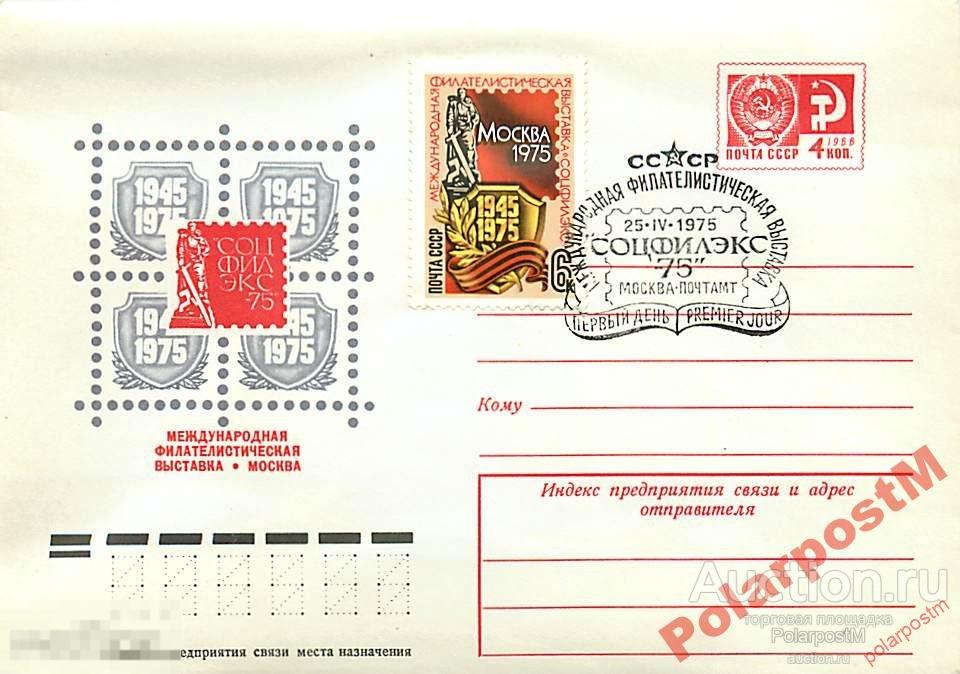 1945
1975
1945
1975
СОЦ
ФИЛ
ЭКС
·75"
1945
1975
1975
МЕЖДУНАРОДНАЯ
ФИЛАТЕЛИСТИЧЕСКАЯ
ВЫСТАВКА • МОСКВА
МЕЖДУНАРОДНАЯ ФИЛАТЕЛИСТИЧЕСКАЯ ВЫСТАВКА • СОЦФИЛЭКС
МОСКВА
1975
1945
1975
ПОЧТА СССР
6К
ПОЧТА СССР
1966
4 КОП.
СССР
МЕЖДУНАРОДНАЯ ФИЛАТЕЛИСТИЧЕСКАЯ ВЫСТАВКА
25•IV•1975
"СОЦФИЛЭКС
75"
МОСКВА-ПОЧТАМТ
ПЕРВЫЙ ДЕНЬ PREMIER JOUR
Кому
Индекс предприятия связи и адрес
отправителя
едприятия связи места назначения
PolarpostM
Auction.ru
торговая площадка
PolarpostM
auction.ru
polarpostm